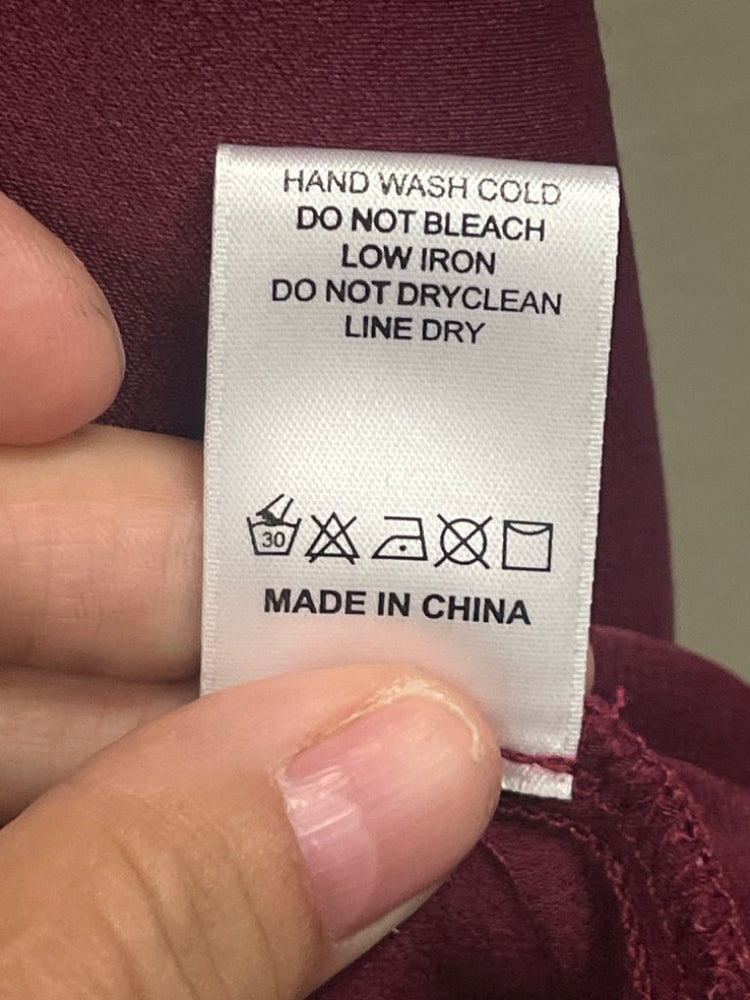 HAND WASH COLD
DO NOT BLEACH
LOW IRON
DO NOT DRYCLEAN
LINE DRY
30
MADE IN CHINA